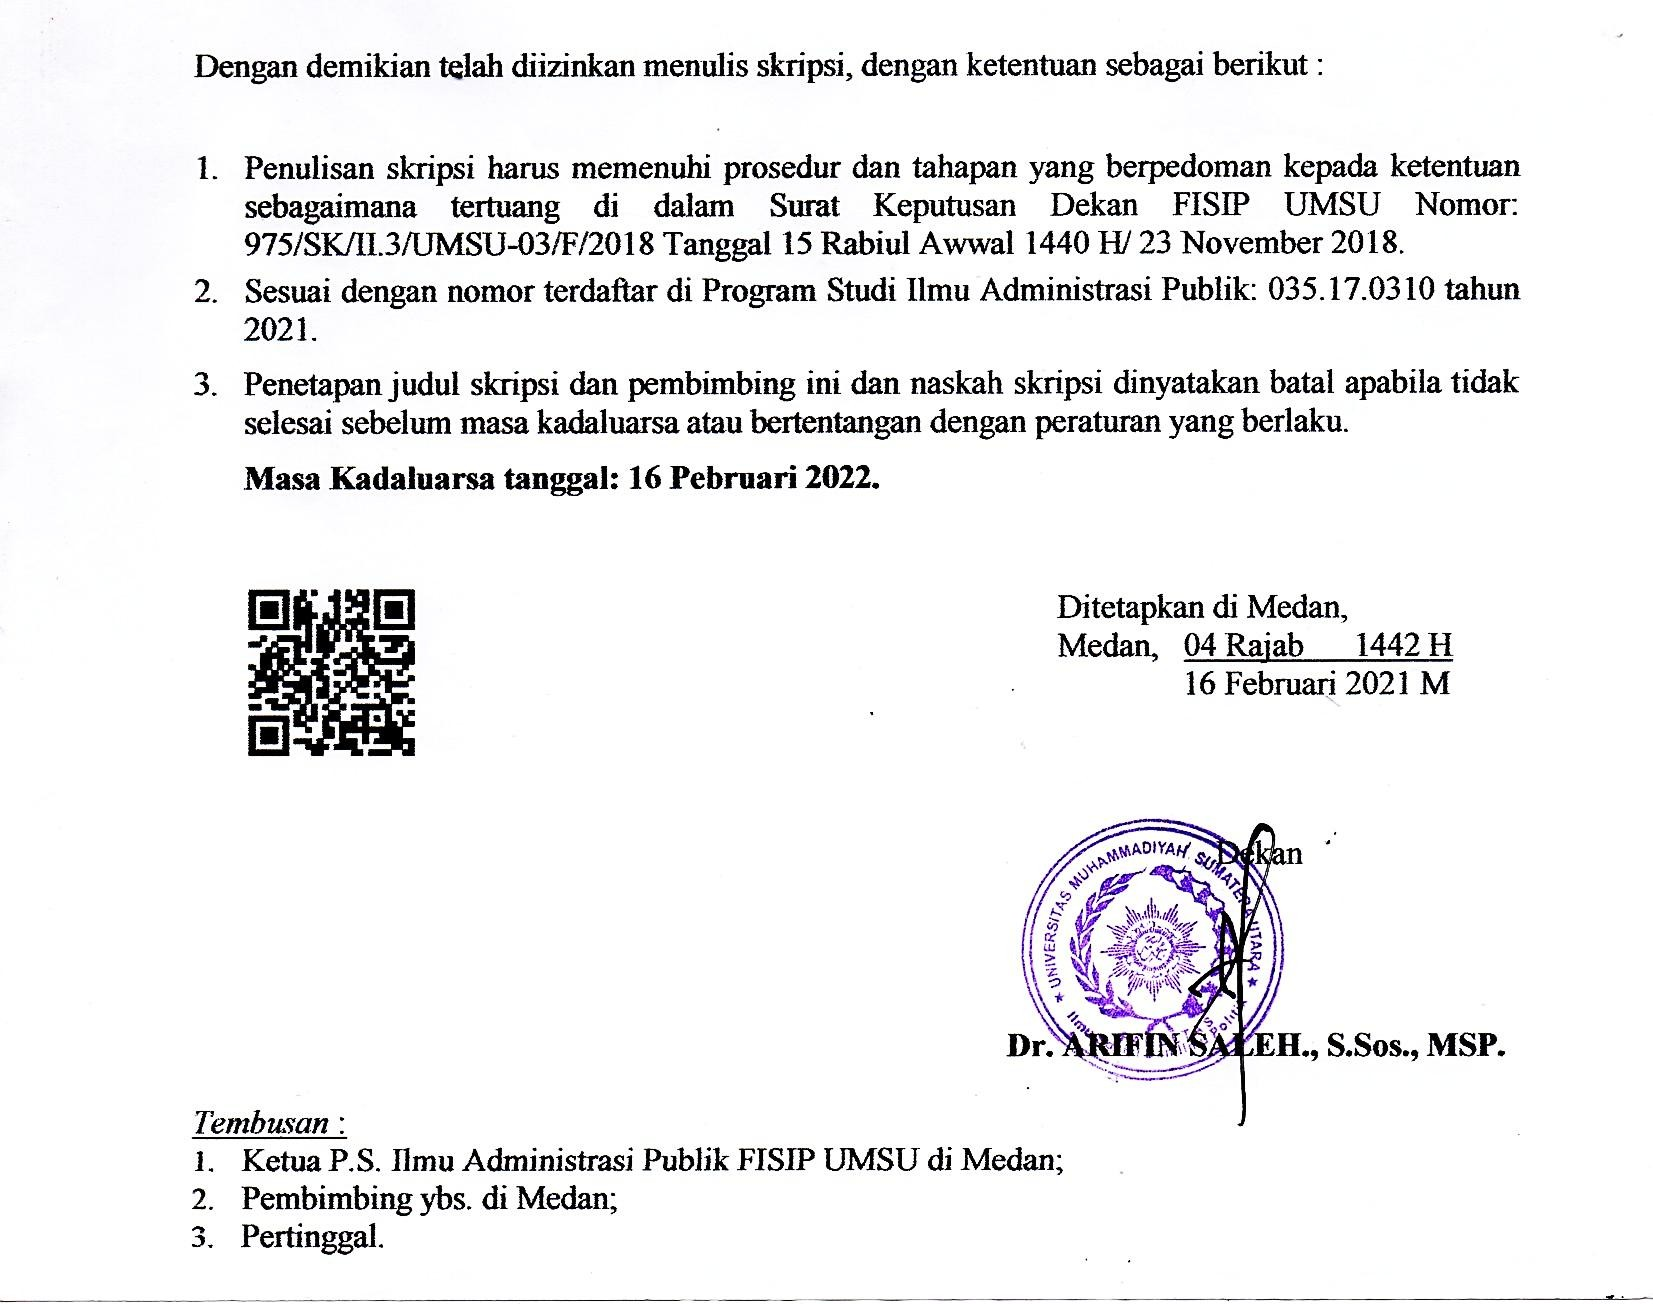 Dengan demikian telah diizinkan menulis skripsi, dengan ketentuan sebagai berikut :
1. Penulisan skripsi harus memenuhi prosedur dan tahapan yang berpedoman kepada ketentuan
sebagaimana tertuang di dalam Surat Keputusan Dekan FISIP UMSU Nomor:
975/SK/II.3/UMSU-03/F/2018 Tanggal 15 Rabiul Awwal 1440 H/ 23 November 2018.
2. Sesuai dengan nomor terdaftar di Program Studi Ilmu Administrasi Publik: 035.17.0310 tahun
2021.
3. Penetapan judul skripsi dan pembimbing ini dan naskah skripsi dinyatakan batal apabila tidak
selesai sebelum masa kadaluarsa atau bertentangan dengan peraturan yang berlaku.
Masa Kadaluarsa tanggal: 16 Pebruari 2022.
Ditetapkan di Medan,
Medan, 04 Rajab 1442 H
16 Februari 2021 M
Dekan
UNIVERSITAS MUHAMMADIYAH SUMATERA UTARA
Dr. ARIFIN SALEH., S.Sos., MSP.
Tembusan :
1. Ketua P.S. Ilmu Administrasi Publik FISIP UMSU di Medan;
2. Pembimbing ybs. di Medan;
3. Pertinggal.